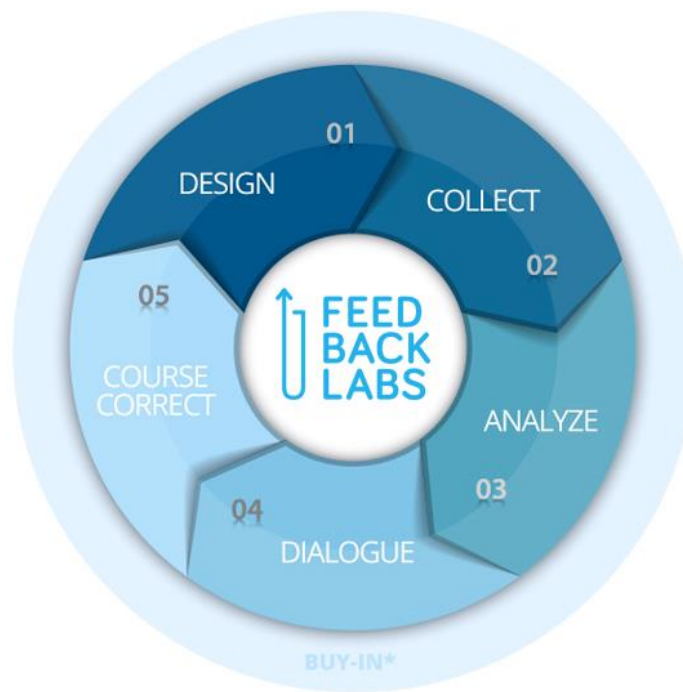 01
DESIGN
COLLECT
02
05
FEED
BACK
LABS
COURSE
CORRECT
ANALYZE
03
04
DIALOGUE
BUY-IN*